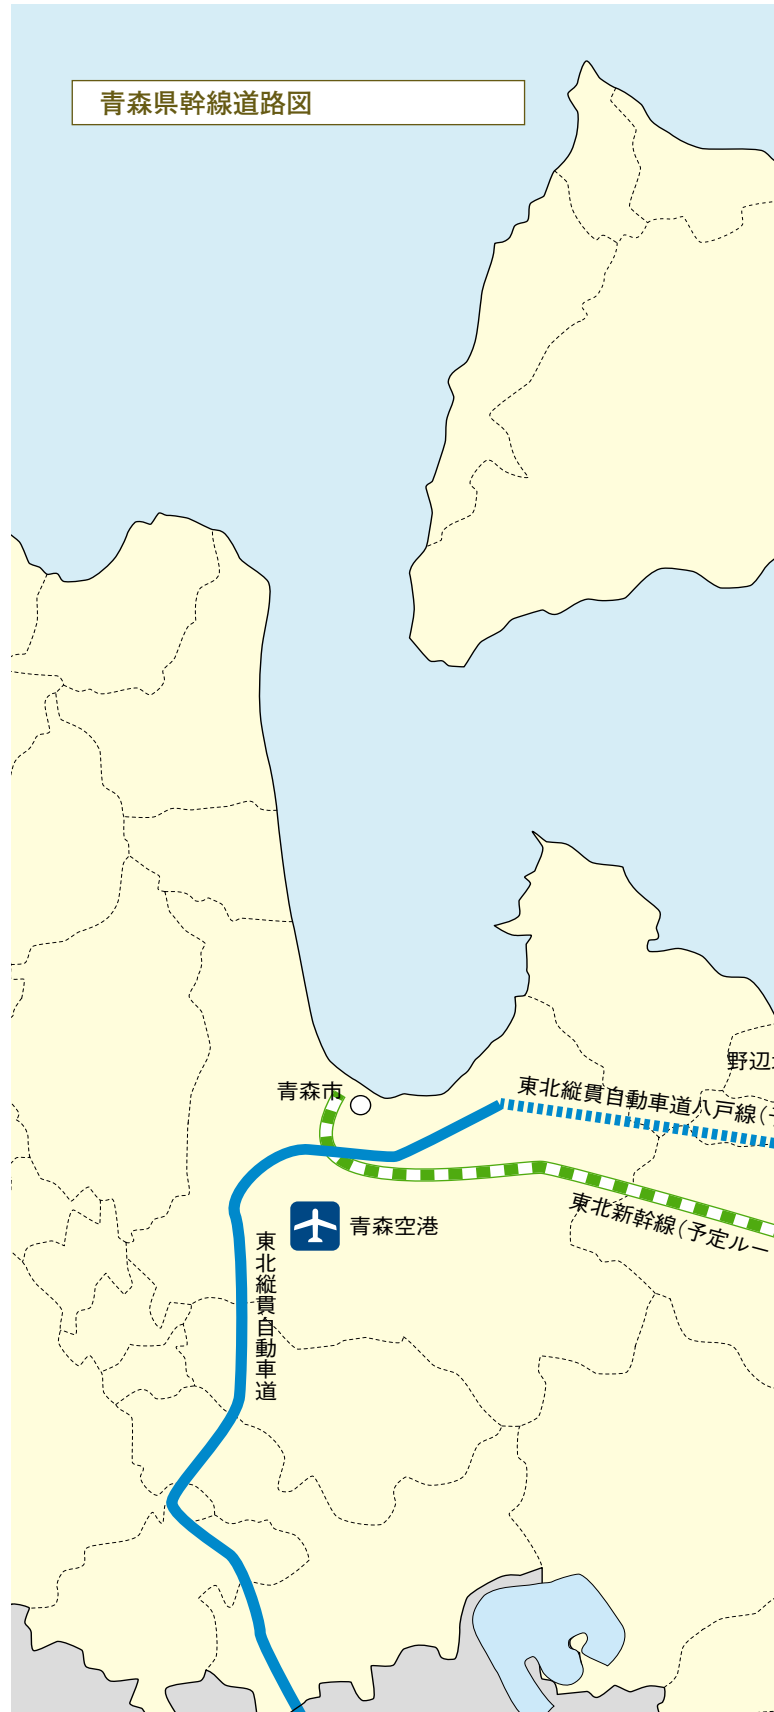 青森県幹線道路図
野辺
東北縦貫自動車道八戸線(
青森市
東北新幹線(予定ルー
青森空港
東北縦貫自動車道